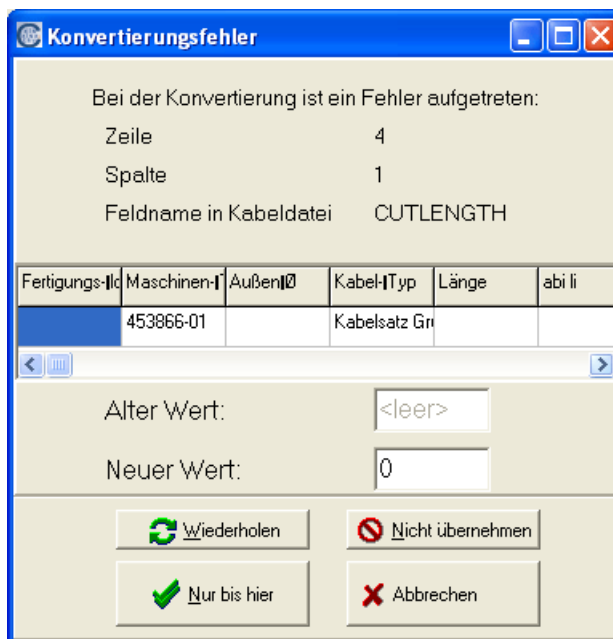 Konvertierungsfehler
Bei der Konvertierung ist ein Fehler aufgetreten:
Zeile 4
Spalte 1
Feldname in Kabeldatei CUTLENGTH
Fertigungs- Maschinen- Außen Ø Kabel- Typ Länge abi li
453866-01 Kabelsatz Gru
Alter Wert: <leer>
Neuer Wert: 0
Wiederholen Nicht übernehmen
Nur bis hier Abbrechen